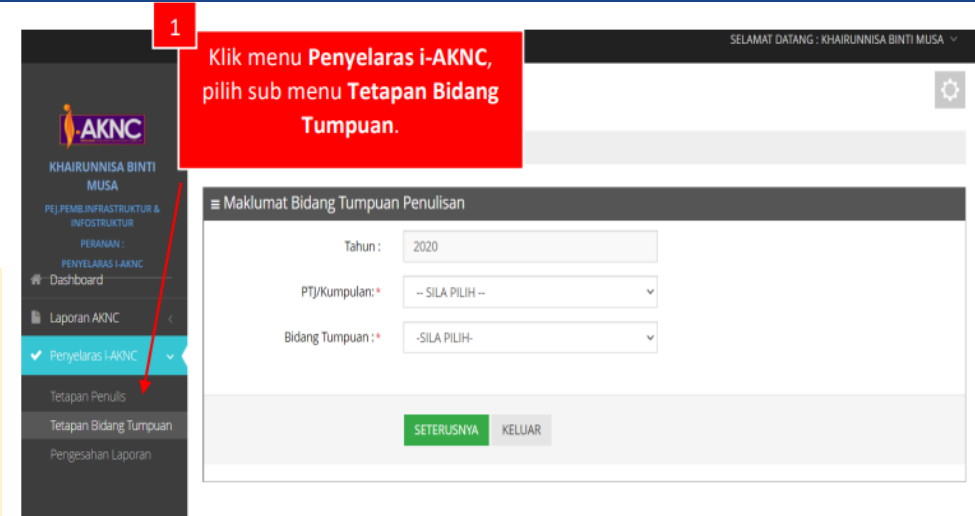 1
Klik menu Penyelaras i-AKNC,
pilih sub menu Tetapan Bidang
Tumpuan.
SELAMAT DATANG : KHAIRUNNISA BINTI MUSA
i-AKNC
KHAIRUNNISA BINTI
MUSA
PEJ.PEMB.INFRASTRUKTUR &
INFOSTRUKTUR
PERANAN :
PENYELARAS I-AKNC
Dashboard
Laporan AKNC
Penyelaras I-AKNC
Tetapan Penulis
Tetapan Bidang Tumpuan
Pengesahan Laporan
Maklumat Bidang Tumpuan Penulisan
Tahun : 2020
PTJ/Kumpulan:* -- SILA PILIH --
Bidang Tumpuan :* -SILA PILIH-
SETERUSNYA KELUAR